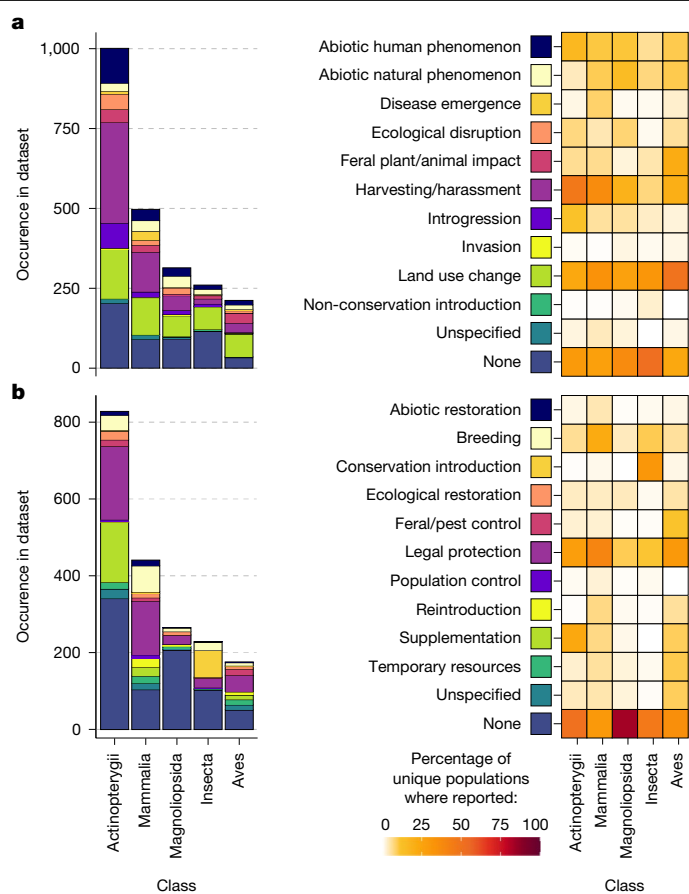 a
1,000
750
500
250
0
Occurence in dataset
Abiotic human phenomenon
Abiotic natural phenomenon
Disease emergence
Ecological disruption
Feral plant/animal impact
Harvesting/harassment
Introgression
Invasion
Land use change
Non-conservation introduction
Unspecified
None
b
800
600
400
200
0
Occurence in dataset
Actinopterygii
Mammalia
Magnoliopsida
Insecta
Aves
Class
Abiotic restoration
Breeding
Conservation introduction
Ecological restoration
Feral/pest control
Legal protection
Population control
Reintroduction
Supplementation
Temporary resources
Unspecified
None
Percentage of
unique populations
where reported:
0 25 50 75 100
Actinopterygii
Mammalia
Magnoliopsida
Insecta
Aves
Class